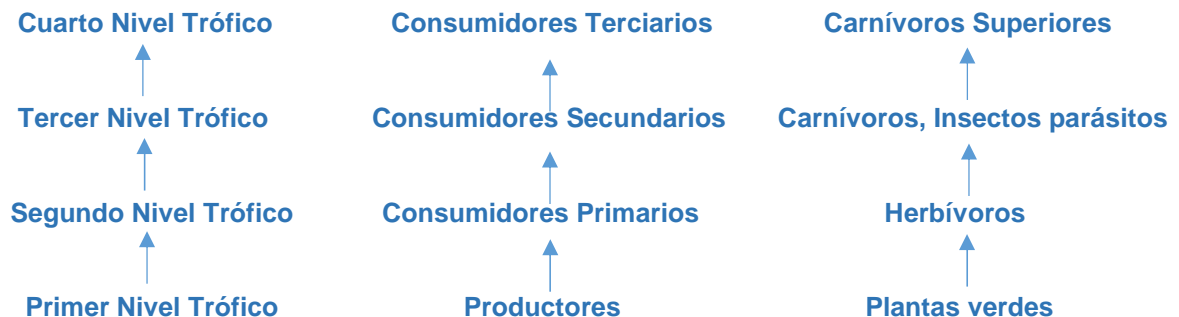 Cuarto Nivel Trófico Consumidores Terciarios Carnívoros Superiores
Tercer Nivel Trófico Consumidores Secundarios Carnívoros, Insectos parásitos
Segundo Nivel Trófico Consumidores Primarios Herbívoros
Primer Nivel Trófico Productores Plantas verdes